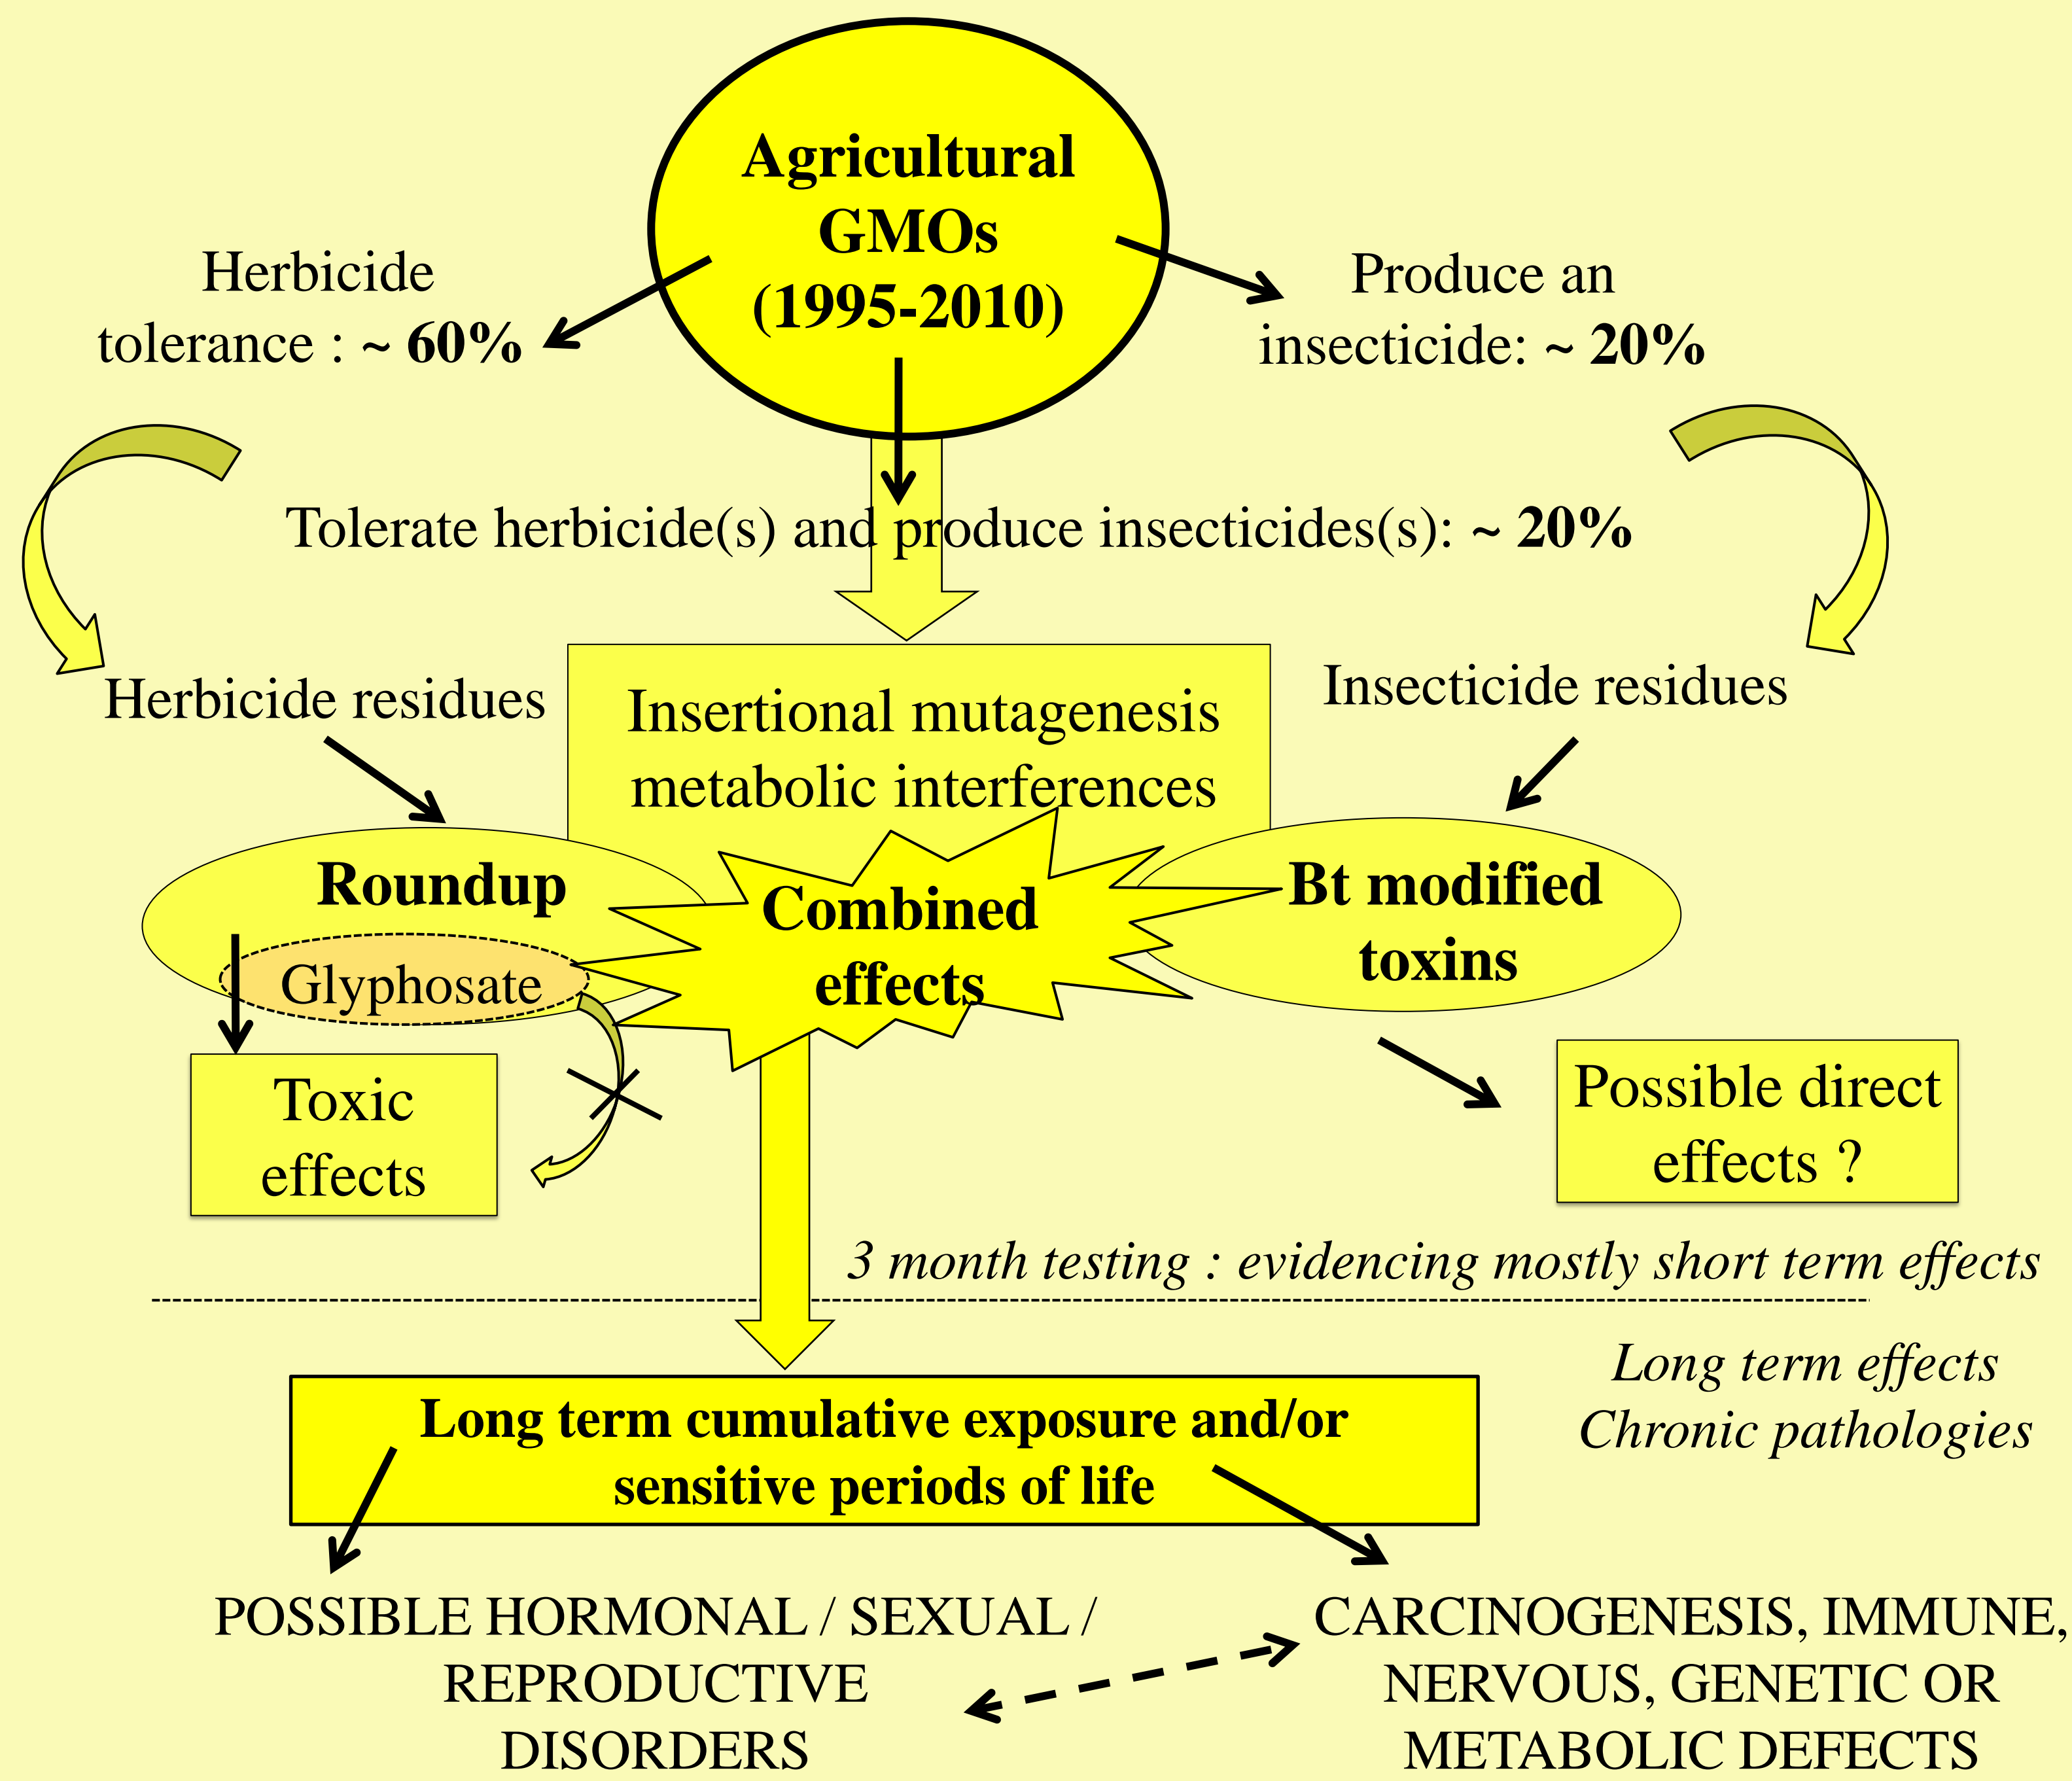 Agricultural
GMOs
(1995-2010)
Herbicide
tolerance : ~ 60%
Produce an
insecticide: ~ 20%
Tolerate herbicide(s) and produce insecticides(s): ~ 20%
Herbicide residues
Insertional mutagenesis
metabolic interferences
Insecticide residues
Roundup
Glyphosate
Combined
effects
Bt modified
toxins
Toxic
effects
Possible direct
effects ?
3 month testing : evidencing mostly short term effects
Long term effects
Chronic pathologies
Long term cumulative exposure and/or
sensitive periods of life
POSSIBLE HORMONAL / SEXUAL /
REPRODUCTIVE
DISORDERS
CARCINOGENESIS, IMMUNE,
NERVOUS, GENETIC OR
METABOLIC DEFECTS